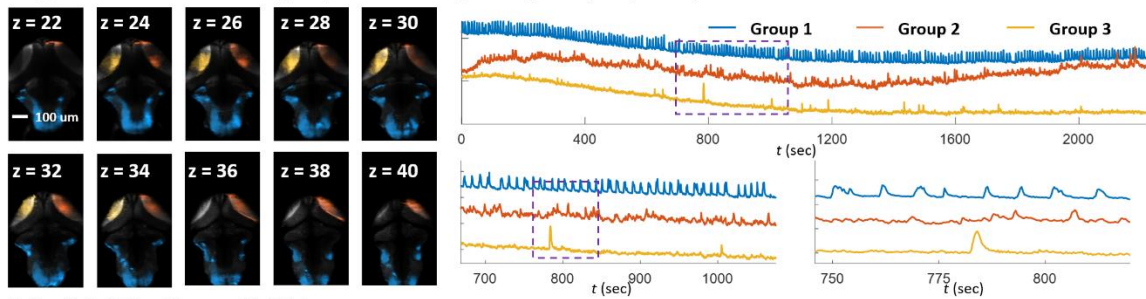 z = 22
z = 24
z = 26
z = 28
z = 30
100 um
z = 32
z = 34
z = 36
z = 38
z = 40
Group 1
Group 2
Group 3
0
400
800
1200
1600
2000
t (sec)
700
800
900
1000
t (sec)
750
775
800
t (sec)